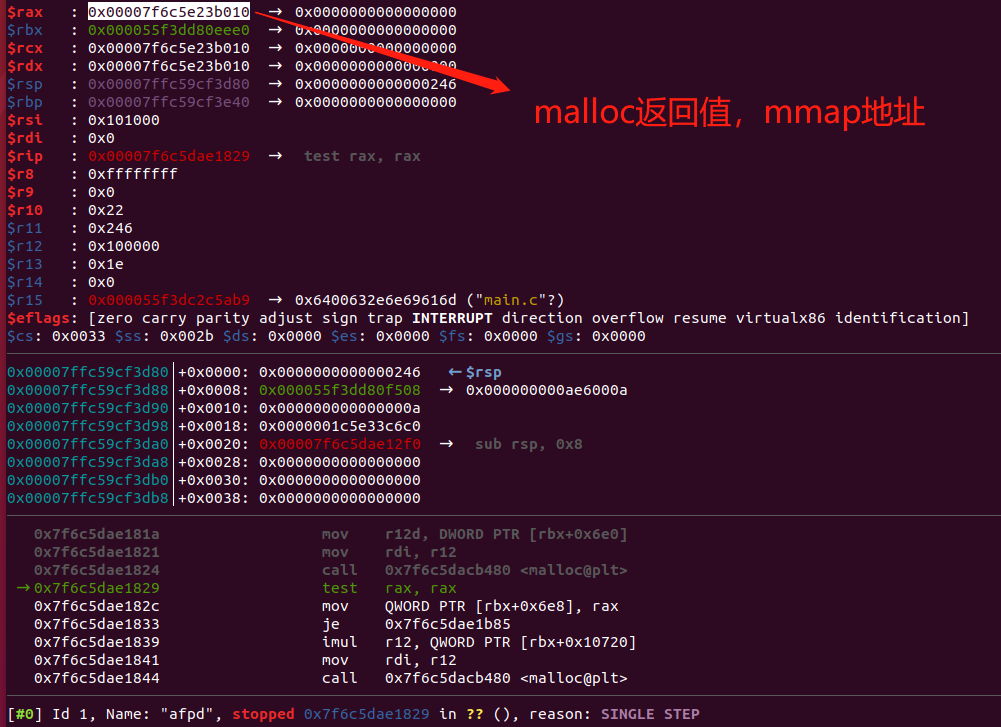 $rax   : 0x00007f6c5e23b010  →  0x0000000000000000
$rbx   : 0x000055f3dd80eee0  →  0x0000000000000000
$rcx   : 0x00007f6c5e23b010  →  0x0000000000000000
$rdx   : 0x00007f6c5e23b010  →  0x0000000000000000
$rsp   : 0x00007ffc59cf3d80  →  0x0000000000000246
$rbp   : 0x00007ffc59cf3e40  →  0x0000000000000000
malloc返回值，mmap地址
$rsi   : 0x101000
$rdi   : 0x0
$rip   : 0x00007f6c5dae1829  →   test rax, rax
$r8    : 0xffffffff
$r9    : 0x0
$r10   : 0x22
$r11   : 0x246
$r12   : 0x100000
$r13   : 0x1e
$r14   : 0x0
$r15   : 0x000055f3dc2c5ab9  →  0x6400632e6e69616d ("main.c"?)
$eflags: [zero carry parity adjust sign trap INTERRUPT direction overflow resume virtualx86 identification]
$cs: 0x0033 $ss: 0x002b $ds: 0x0000 $es: 0x0000 $fs: 0x0000 $gs: 0x0000
0x00007ffc59cf3d80│+0x0000: 0x0000000000000246   ←$rsp
0x00007ffc59cf3d88│+0x0008: 0x000055f3dd80f508  →  0x000000000ae6000a
0x00007ffc59cf3d90│+0x0010: 0x000000000000000a
0x00007ffc59cf3d98│+0x0018: 0x0000001c5e33c6c0
0x00007ffc59cf3da0│+0x0020: 0x00007f6c5dae12f0  →   sub rsp, 0x8
0x00007ffc59cf3da8│+0x0028: 0x0000000000000000
0x00007ffc59cf3db0│+0x0030: 0x0000000000000000
0x00007ffc59cf3db8│+0x0038: 0x0000000000000000
0x7f6c5dae181a                  mov    r12d, DWORD PTR [rbx+0x6e0]
0x7f6c5dae1821                  mov    rdi, r12
0x7f6c5dae1824                  call   0x7f6c5dacb480 <malloc@plt>
→0x7f6c5dae1829                  test   rax, rax
0x7f6c5dae182c                  mov    QWORD PTR [rbx+0x6e8], rax
0x7f6c5dae1833                  je     0x7f6c5dae1b85
0x7f6c5dae1839                  imul   r12, QWORD PTR [rbx+0x10720]
0x7f6c5dae1841                  mov    rdi, r12
0x7f6c5dae1844                  call   0x7f6c5dacb480 <malloc@plt>
[#0] Id 1, Name: "afpd", stopped 0x7f6c5dae1829 in ?? (), reason: SINGLE STEP